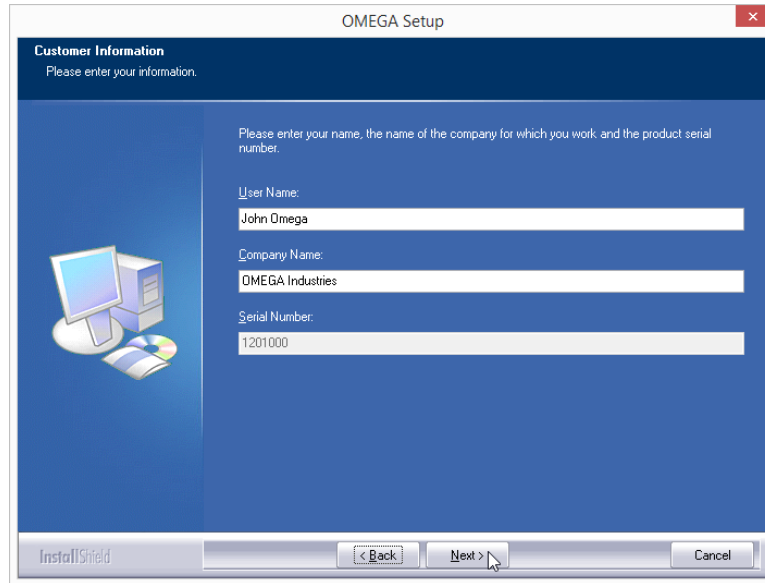 OMEGA Setup
Customer Information
Please enter your information.
Please enter your name, the name of the company for which you work and the product serial
number.
User Name:
John Omega
Company Name:
OMEGA Industries
Serial Number:
1201000
InstallShield
< Back
Next >
Cancel